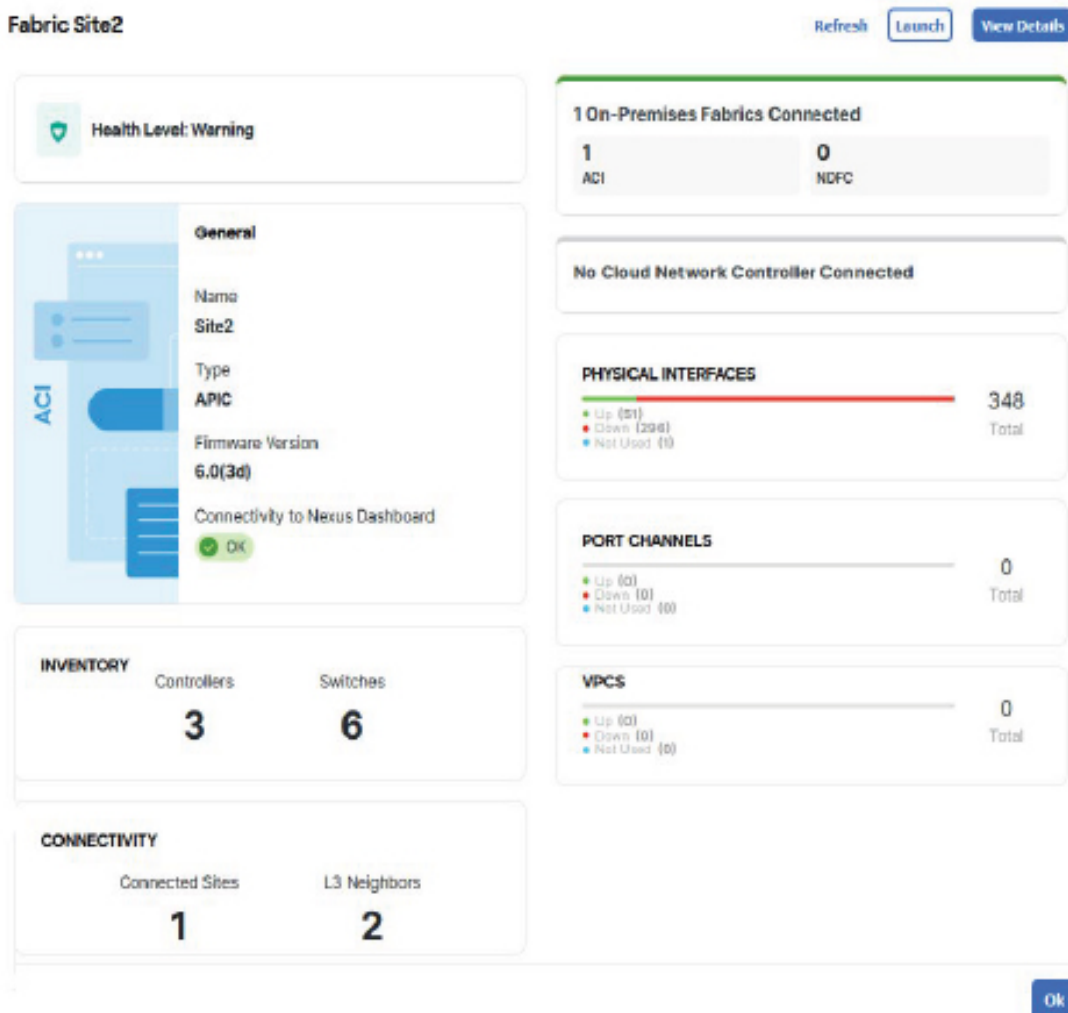 Fabric Site2
Refresh
Launch
View Details
Health Level: Warning
ACI
General
Name
Site2
Type
APIC
Firmware Version
6.0(3d)
Connectivity to Nexus Dashboard
OK
INVENTORY
Controllers
Switches
3
6
CONNECTIVITY
Connected Sites
L3 Neighbors
1
2
1 On-Premises Fabrics Connected
1
0
ACI
NDFC
No Cloud Network Controller Connected
PHYSICAL INTERFACES
Up (51)
Down (296)
Not Used (1)
348
Total
PORT CHANNELS
Up (0)
Down (0)
Not Used (0)
0
Total
VPCS
Up (0)
Down (0)
Not Used (0)
0
Total
Ok